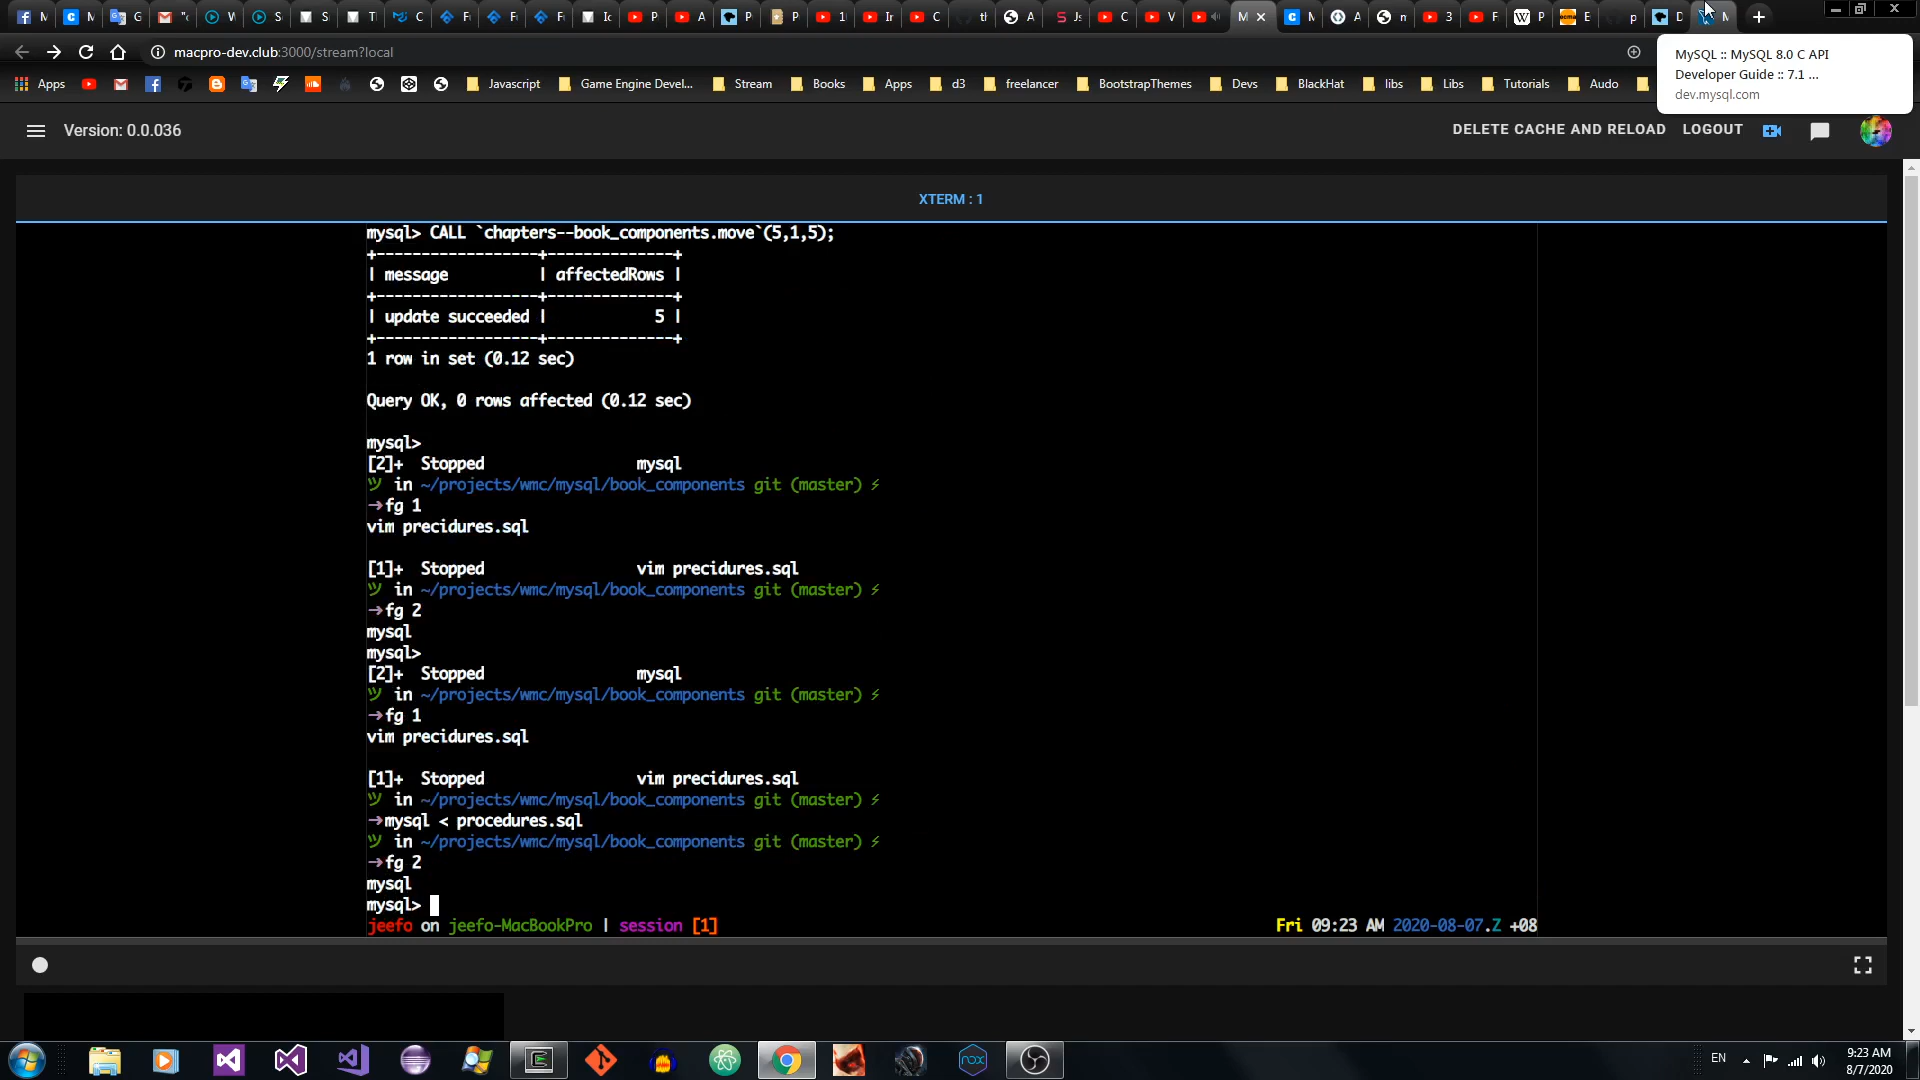 macpro-dev.club:3000/stream?local
MySQL :: MySQL 8.0 C API
Developer Guide :: 7.1 ...
dev.mysql.com
Apps Javascript Game Engine Devel... Stream Books Apps d3 freelancer BootstrapThemes Devs BlackHat libs Libs Tutorials Audo
Version: 0.0.036
DELETE CACHE AND RELOAD LOGOUT
XTERM : 1
mysql> CALL `chapters--book_components.move`(5,1,5);
+------------------+--------------+
| message | affectedRows |
+------------------+--------------+
| update succeeded | 5 |
+------------------+--------------+
1 row in set (0.12 sec)
Query OK, 0 rows affected (0.12 sec)
mysql>
[2]+ Stopped mysql
ツ in ~/projects/wmc/mysql/book_components git (master) ⚡
→fg 1
vim precidures.sql
[1]+ Stopped vim precidures.sql
ツ in ~/projects/wmc/mysql/book_components git (master) ⚡
→fg 2
mysql
mysql>
[2]+ Stopped mysql
ツ in ~/projects/wmc/mysql/book_components git (master) ⚡
→fg 1
vim precidures.sql
[1]+ Stopped vim precidures.sql
ツ in ~/projects/wmc/mysql/book_components git (master) ⚡
→mysql < procedures.sql
ツ in ~/projects/wmc/mysql/book_components git (master) ⚡
→fg 2
mysql
mysql>
jeefo on jeefo-MacBookPro | session [1] Fri 09:23 AM 2020-08-07.Z +08
nox
EN
9:23 AM
8/7/2020